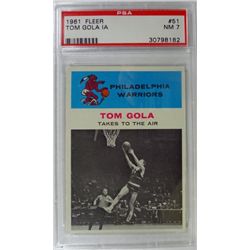 PSA
1961 FLEER #51
TOM GOLA IA NM 7
30798182
PHILADELPHIA
WARRIORS
TOM GOLA
TAKES TO THE AIR